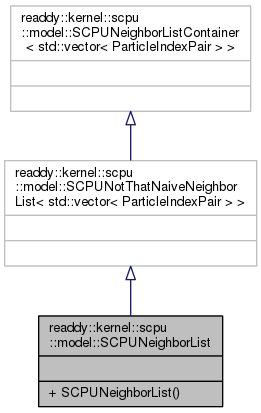 readdy::kernel::scpu
::model::SCPUNeighborListContainer
< std::vector< ParticleIndexPair > >
readdy::kernel::scpu
::model::SCPUNotThatNaiveNeighbor
List< std::vector< ParticleIndexPair > >
readdy::kernel::scpu
::model::SCPUNeighborList
+ SCPUNeighborList()